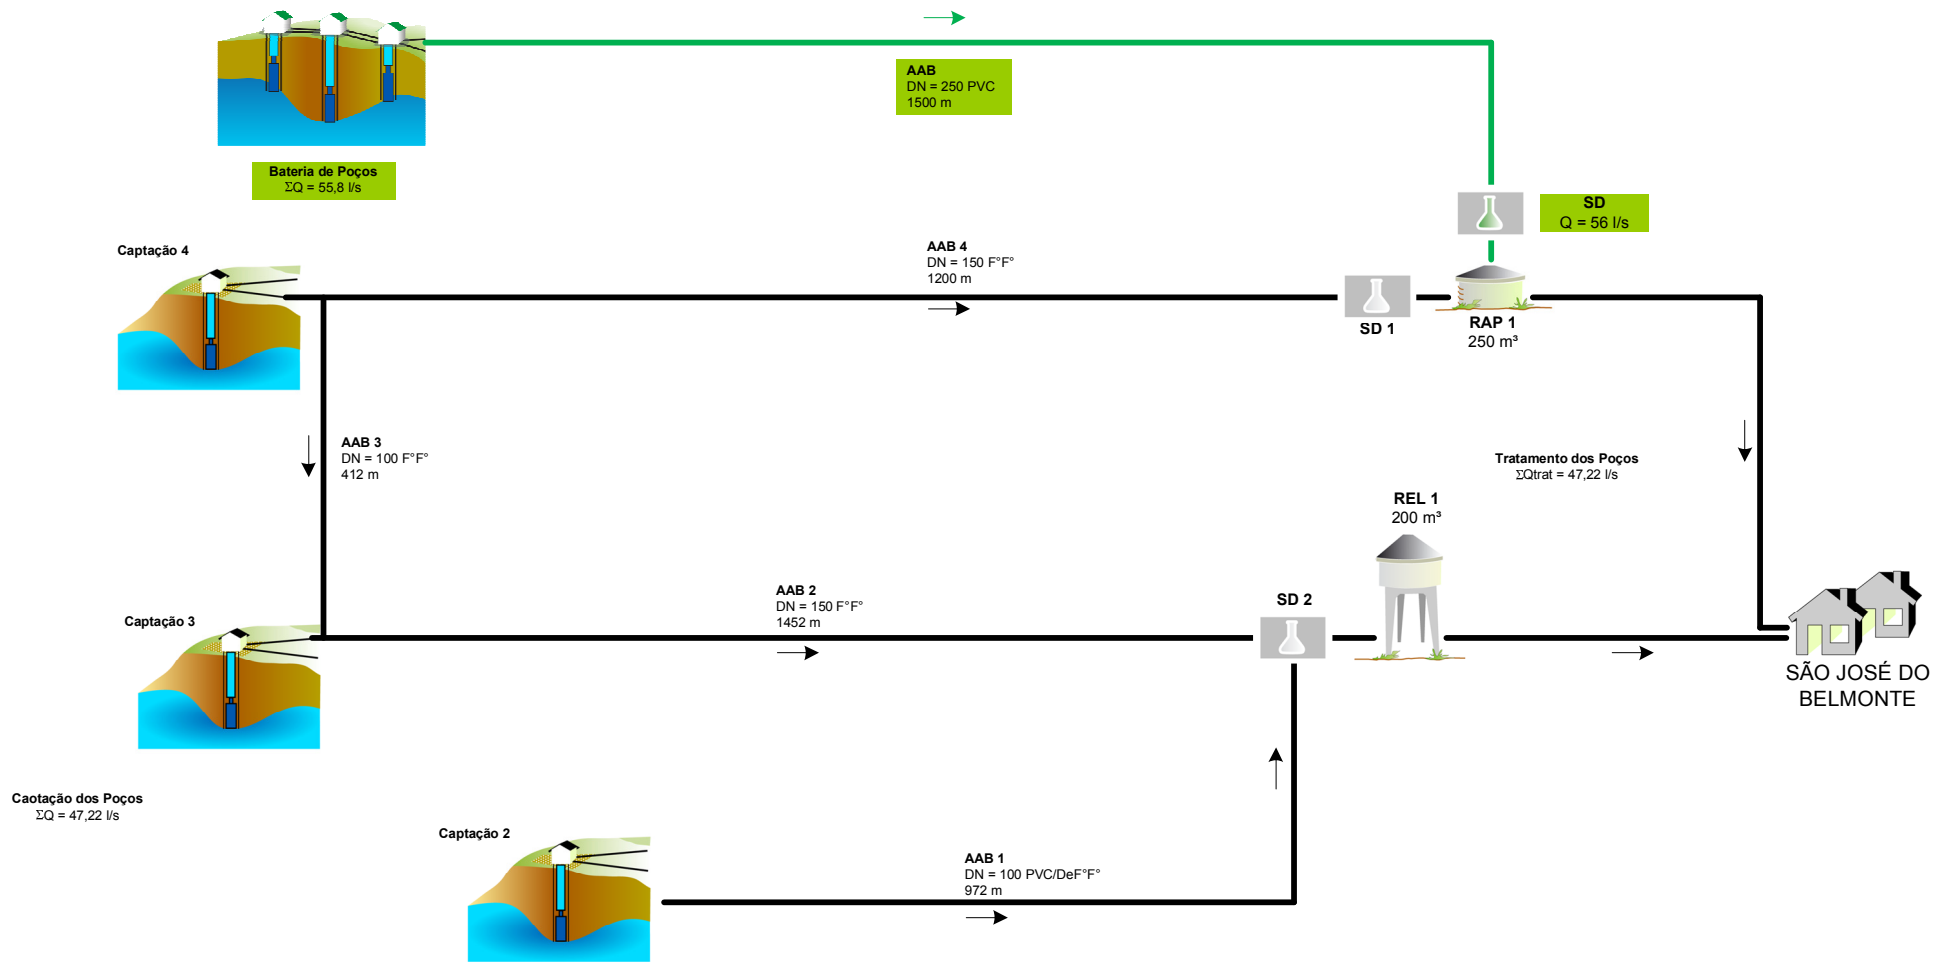 AAB
DN = 250 PVC
1500 m
Bateria de Poços
ΣQ = 55,8 l/s
SD
Q = 56 l/s
Captação 4
AAB 4
DN = 150 F°F°
1200 m
SD 1
RAP 1
250 m³
AAB 3
DN = 100 F°F°
412 m
Tratamento dos Poços
ΣQtrat = 47,22 l/s
REL 1
200 m³
Captação 3
AAB 2
DN = 150 F°F°
1452 m
SD 2
SÃO JOSÉ DO
BELMONTE
Caotação dos Poços
ΣQ = 47,22 l/s
Captação 2
AAB 1
DN = 100 PVC/DeF°F°
972 m